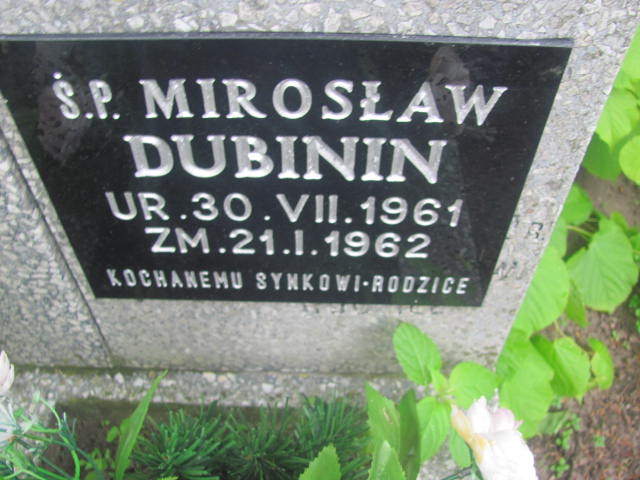 Ś.P. MIROSŁAW
DUBININ
UR.30.VII.1961
ZM.21.I.1962
KOCHANEMU SYNKOWI-RODZICE